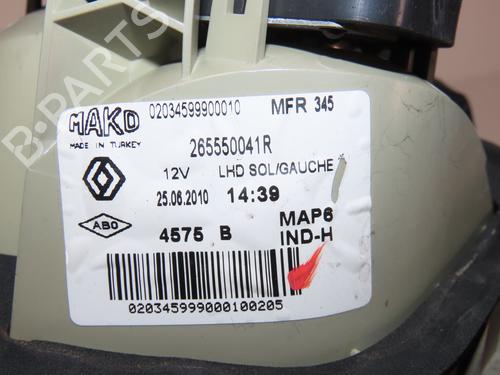 B-PARTS
MAKO
MADE IN TURKEY
02034599900010 MFR 345
265550041R
12V LHD SOL/GAUCHE
25.06.2010 14:39
ABO
4575 B
MAP6
IND-H
020345999000100205